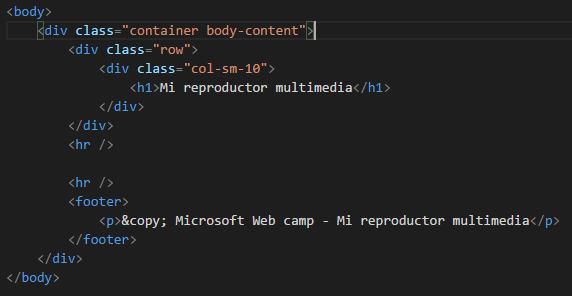 <body>
<div class="container body-content">
<div class="row">
<div class="col-sm-10">
<h1>Mi reproductor multimedia</h1>
</div>
</div>
<hr />
<hr />
<footer>
<p>&copy; Microsoft Web camp - Mi reproductor multimedia</p>
</footer>
</div>
</body>